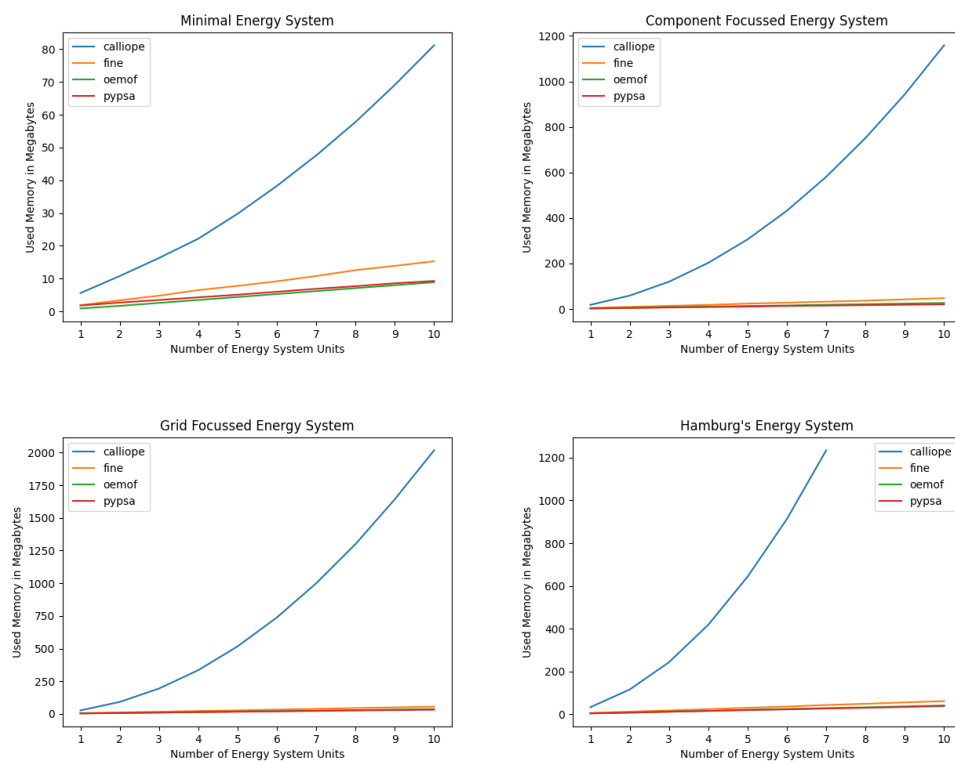 Minimal Energy System
80
70
60
50
40
30
20
10
0
Used Memory in Megabytes
calliope
fine
oemof
pypsa
1 2 3 4 5 6 7 8 9 10
Number of Energy System Units
Component Focussed Energy System
1200
1000
800
600
400
200
0
Used Memory in Megabytes
calliope
fine
oemof
pypsa
1 2 3 4 5 6 7 8 9 10
Number of Energy System Units
Grid Focussed Energy System
2000
1750
1500
1250
1000
750
500
250
0
Used Memory in Megabytes
calliope
fine
oemof
pypsa
1 2 3 4 5 6 7 8 9 10
Number of Energy System Units
Hamburg's Energy System
1200
1000
800
600
400
200
0
Used Memory in Megabytes
calliope
fine
oemof
pypsa
1 2 3 4 5 6 7 8 9 10
Number of Energy System Units